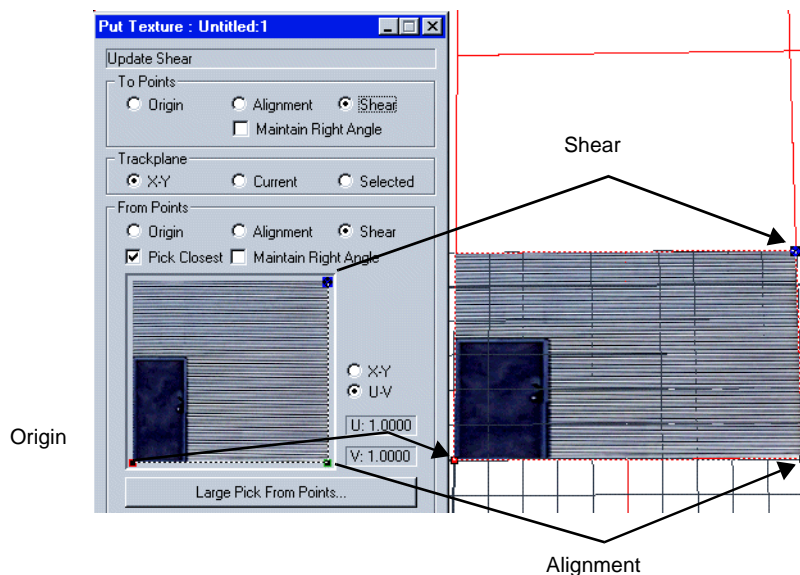 Put Texture : Untitled:1
Update Shear
To Points
Origin Alignment Shear
Maintain Right Angle
Trackplane
X-Y Current Selected
From Points
Origin Alignment Shear
Pick Closest Maintain Right Angle
X-Y
U-V
U: 1.0000
V: 1.0000
Large Pick From Points...
Shear
Origin
Alignment